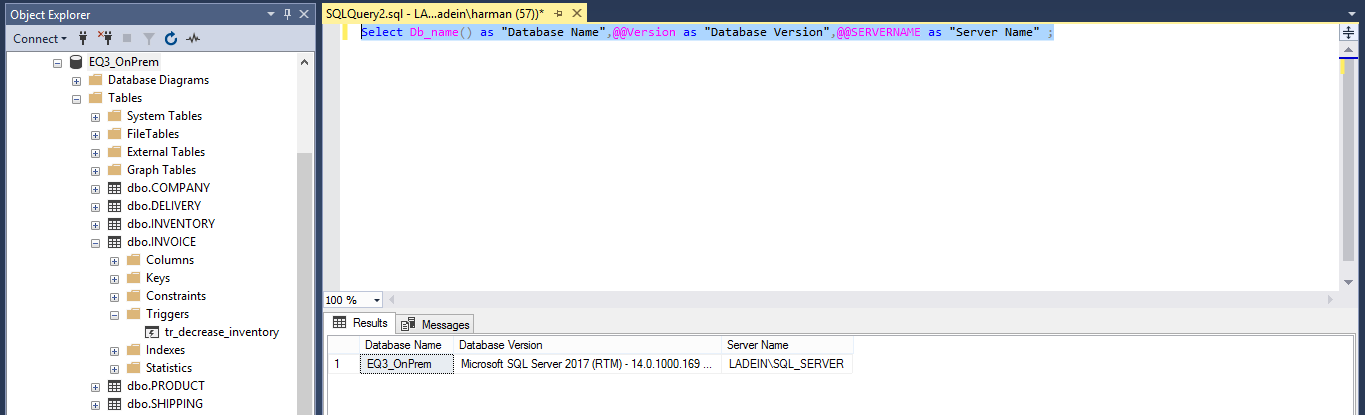 Object Explorer
Connect
EQ3_OnPrem
Database Diagrams
Tables
System Tables
FileTables
External Tables
Graph Tables
dbo.COMPANY
dbo.DELIVERY
dbo.INVENTORY
dbo.INVOICE
Columns
Keys
Constraints
Triggers
tr_decrease_inventory
Indexes
Statistics
dbo.PRODUCT
dbo.SHIPPING
SQLQuery2.sql - LA...adein\harman (57))*
Select Db_name() as "Database Name",@@Version as "Database Version",@@SERVERNAME as "Server Name" ;
100 %
Results Messages
Database Name Database Version Server Name
1 EQ3_OnPrem Microsoft SQL Server 2017 (RTM) - 14.0.1000.169 ... LADEIN\SQL_SERVER